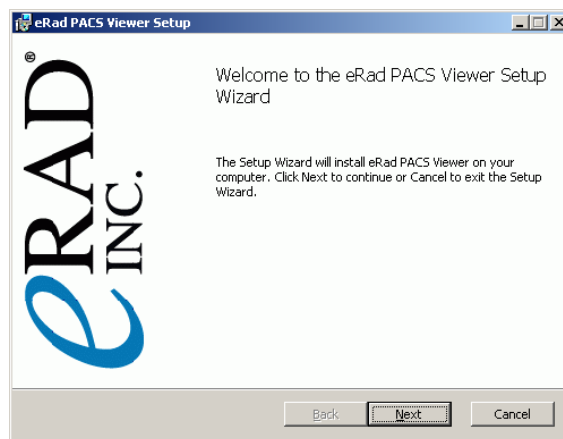 eRad PACS Viewer Setup
eRAD®
INC.
Welcome to the eRad PACS Viewer Setup
Wizard
The Setup Wizard will install eRad PACS Viewer on your
computer. Click Next to continue or Cancel to exit the Setup
Wizard.
Back
Next
Cancel